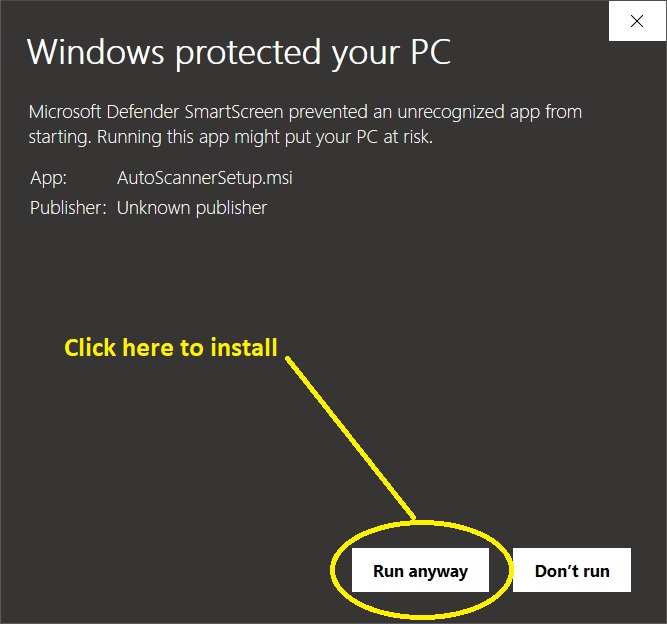 Windows protected your PC
Microsoft Defender SmartScreen prevented an unrecognized app from
starting. Running this app might put your PC at risk.
App: AutoScannerSetup.msi
Publisher: Unknown publisher
Click here to install
Run anyway Don’t run